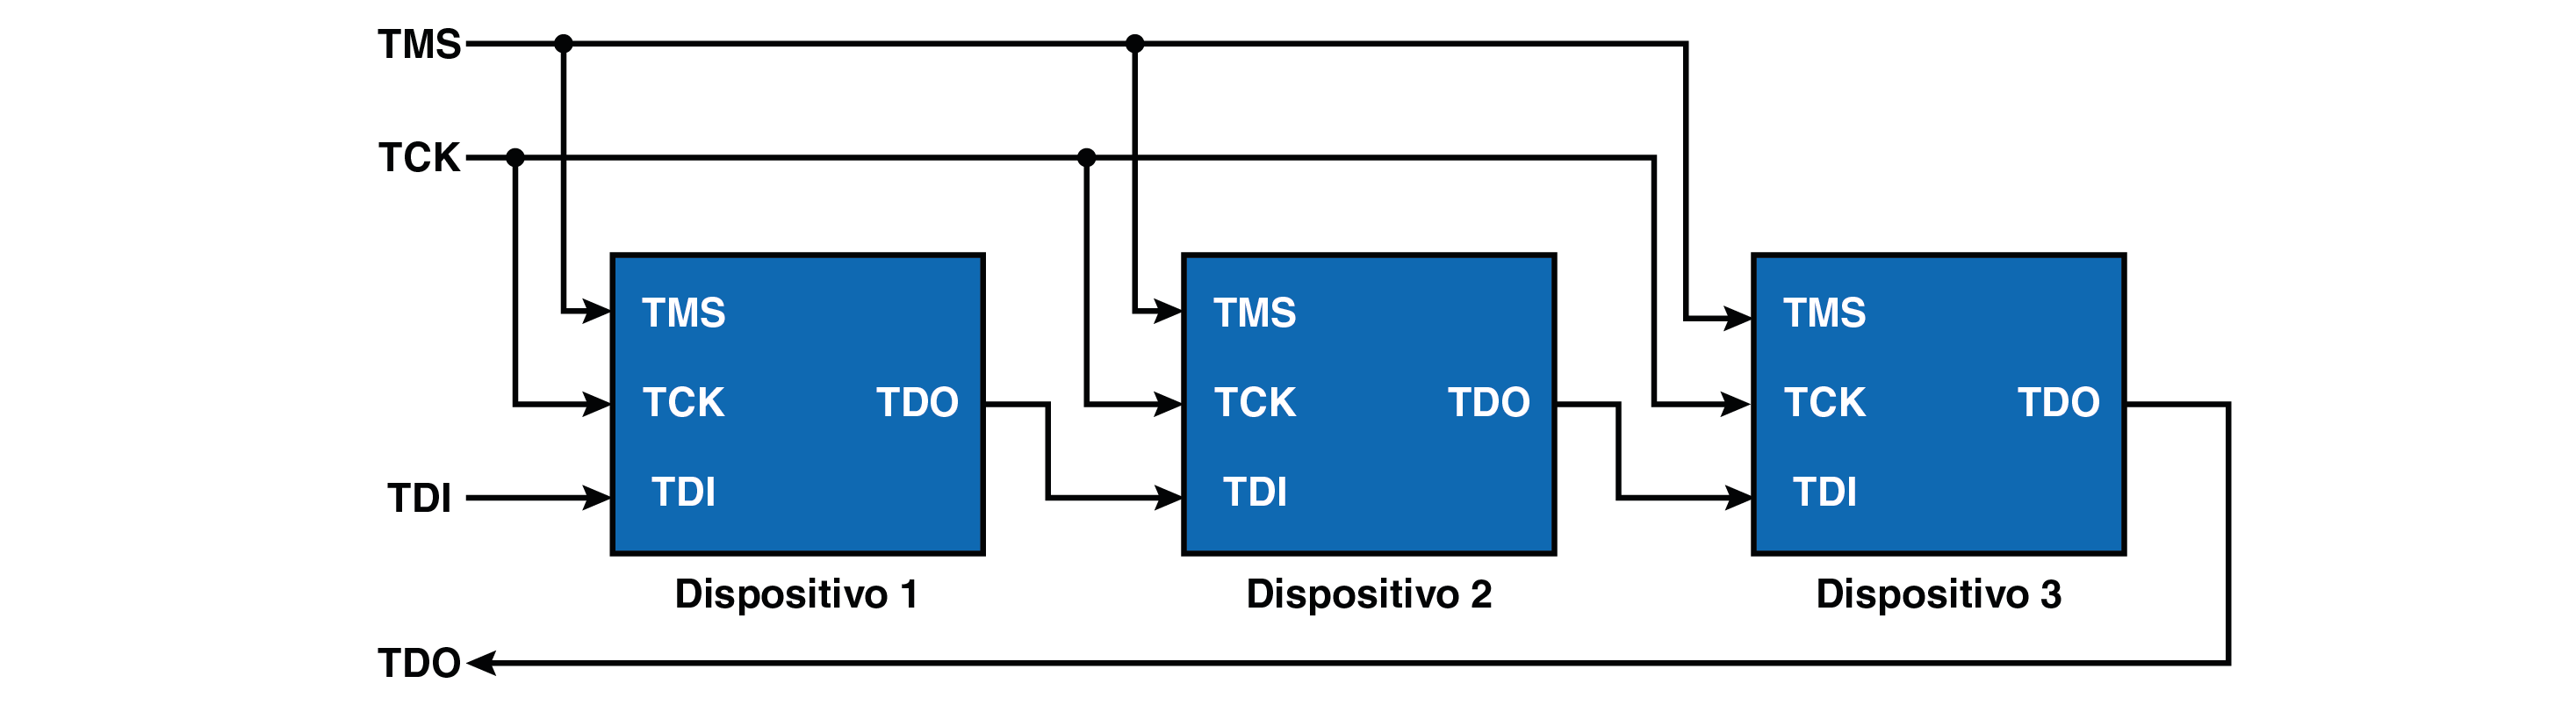 TMS
TCK
TMS TMS TMS
TCK TDO TCK TDO TCK TDO
TDI TDI TDI TDI
Dispositivo 1 Dispositivo 2 Dispositivo 3
TDO